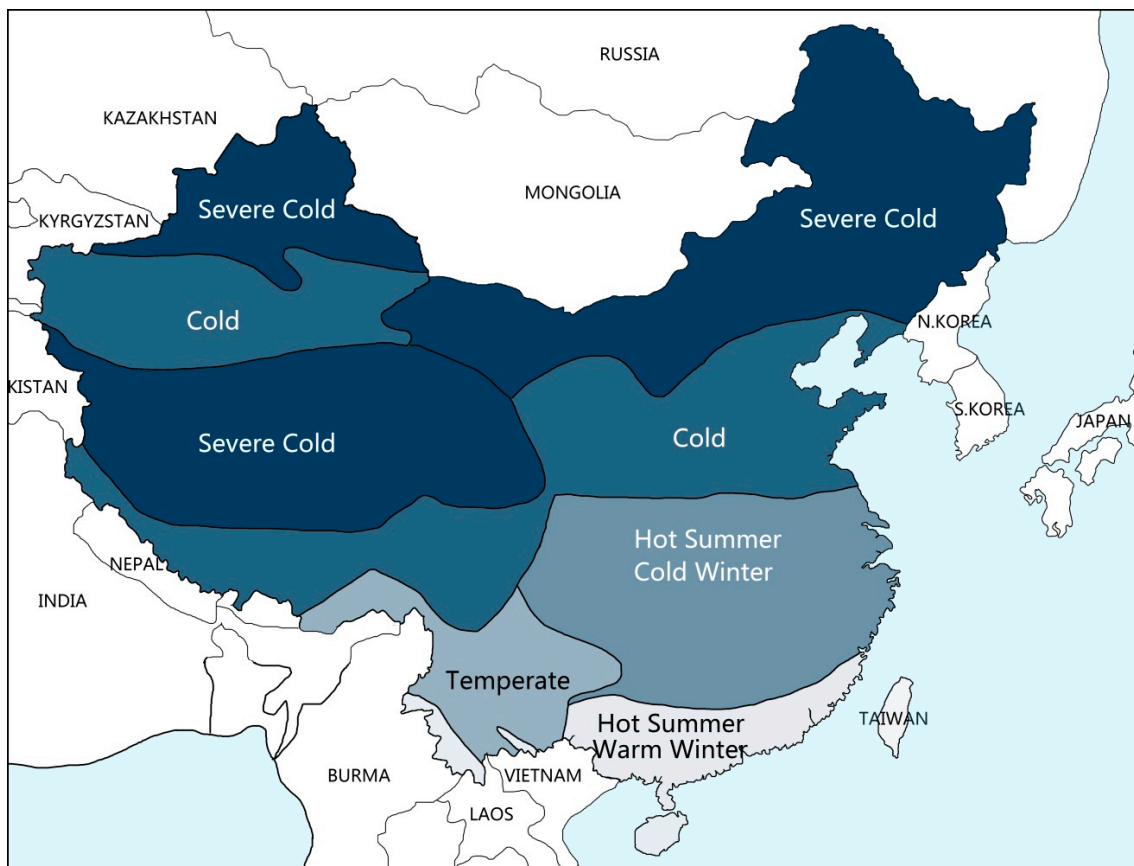 RUSSIA
KAZAKHSTAN
MONGOLIA
Severe Cold
KYRGYZSTAN
Severe Cold
Cold
N.KOREA
KISTAN
S.KOREA
JAPAN
Severe Cold
Cold
Hot Summer
Cold Winter
NEPAL
INDIA
Temperate
TAIWAN
Hot Summer
Warm Winter
BURMA
VIETNAM
LAOS